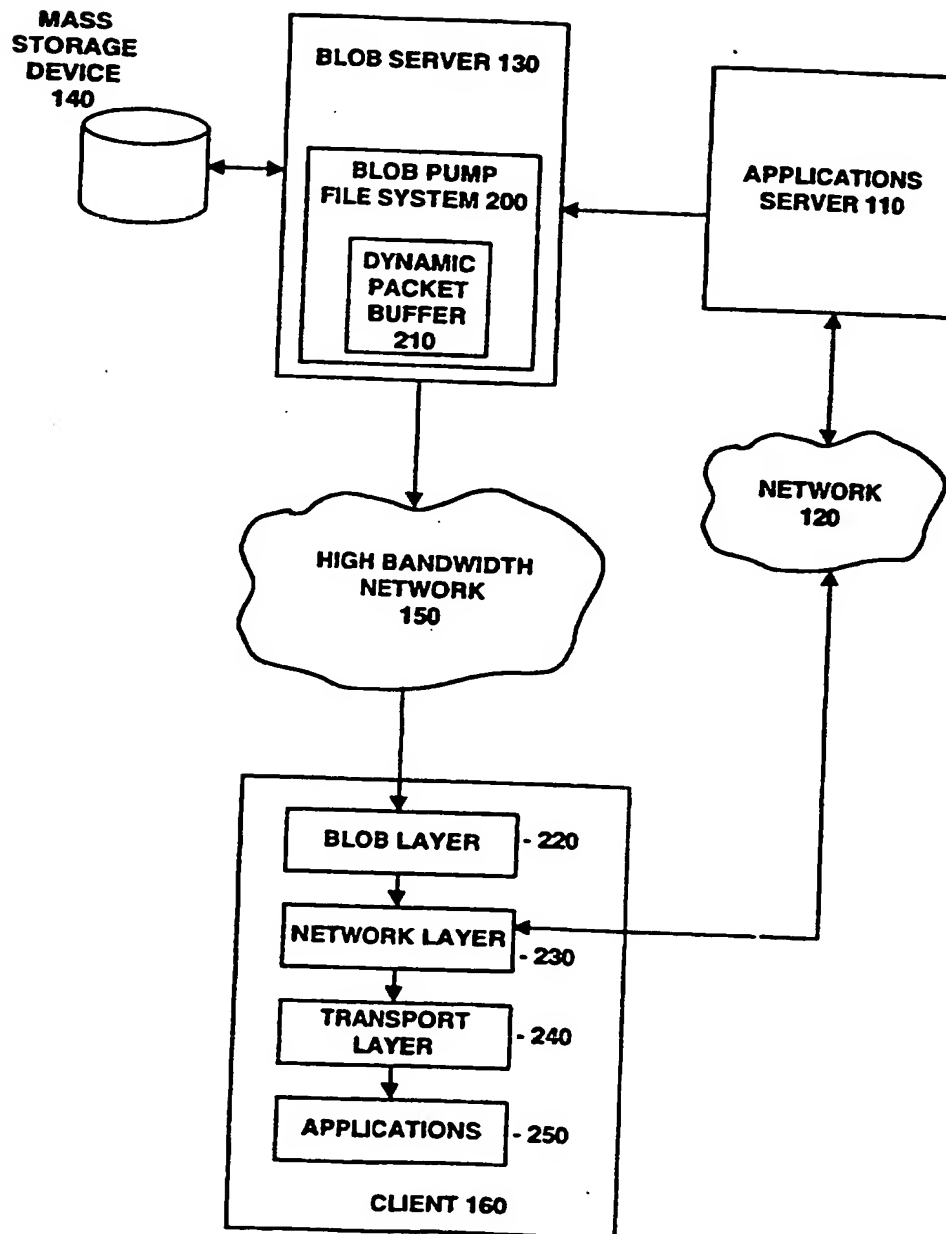 MASS
STORAGE
DEVICE
140
BLOB SERVER 130
BLOB PUMP
FILE SYSTEM 200
DYNAMIC
PACKET
BUFFER
210
APPLICATIONS
SERVER 110
NETWORK
120
HIGH BANDWIDTH
NETWORK
150
BLOB LAYER
- 220
NETWORK LAYER
- 230
TRANSPORT
LAYER
- 240
APPLICATIONS
- 250
CLIENT 160